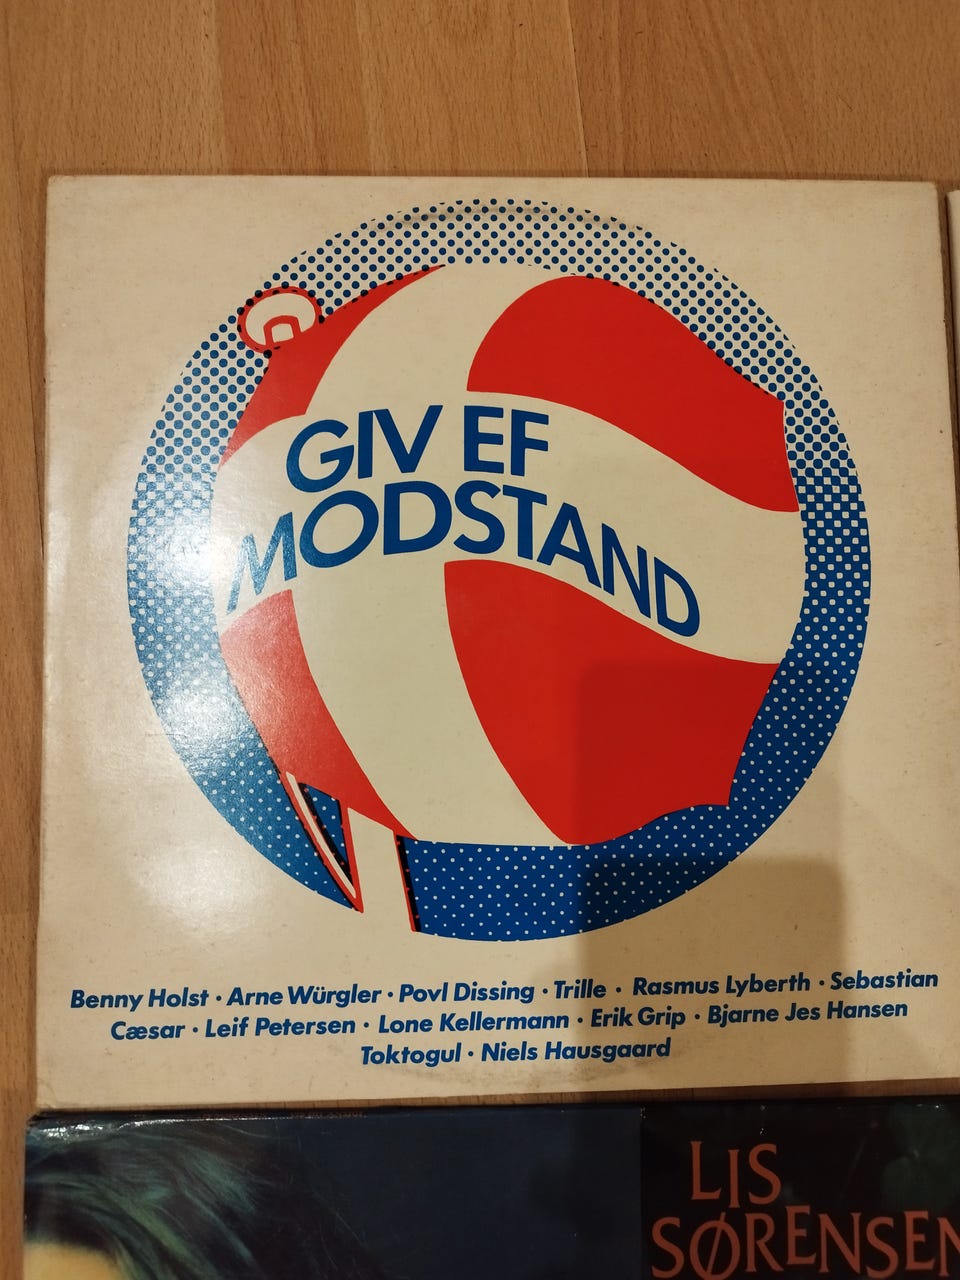 GIV EF
MODSTAND
Benny Holst · Arne Würgler · Povl Dissing · Trille · Rasmus Lyberth · Sebastian
Cæsar · Leif Petersen · Lone Kellermann · Erik Grip · Bjarne Jes Hansen
Toktogul · Niels Hausgaard
LIS
SØRENSEN